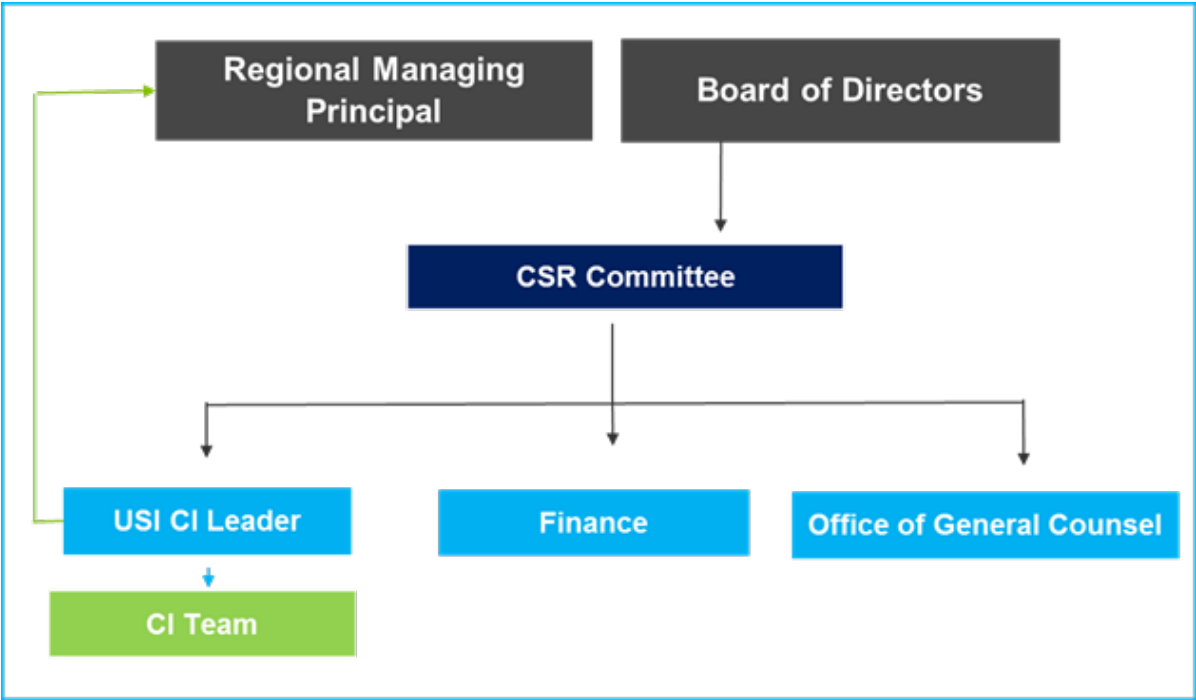 Regional Managing
Principal
Board of Directors
CSR Committee
USI CI Leader
Finance
Office of General Counsel
CI Team